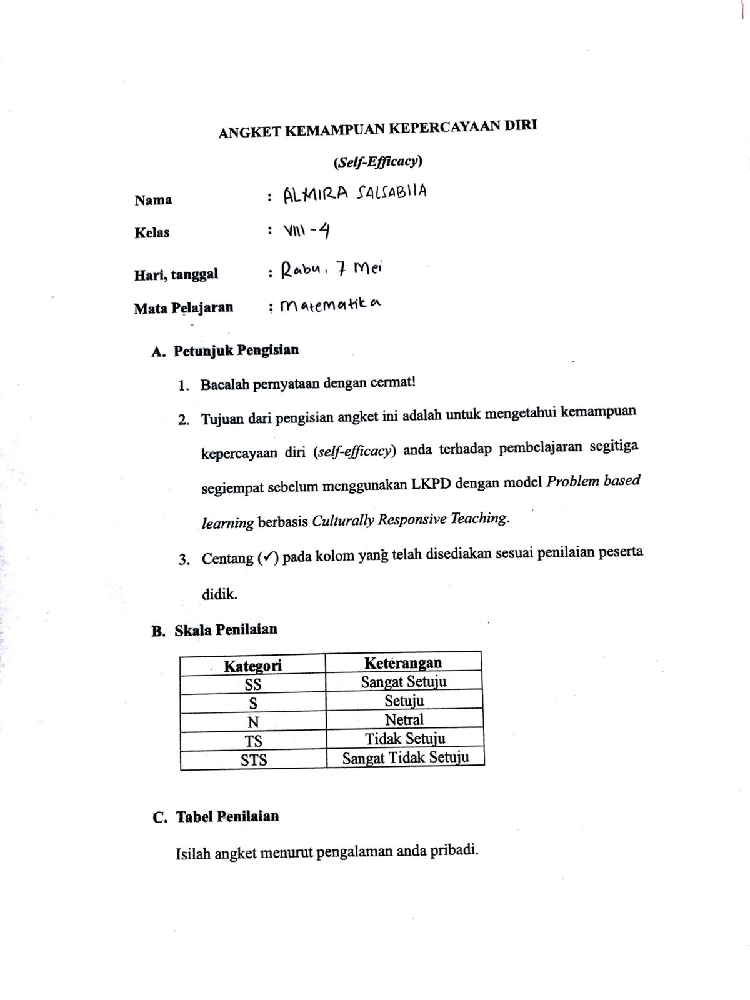 ANGKET KEMAMPUAN KEPERCAYAAN DIRI
(Self-Efficacy)
Nama : ALMIRA SALSABIIA
Kelas : VIII - 4
Hari, tanggal : Rabu, 7 Mei
Mata Pelajaran : Matematika
A. Petunjuk Pengisian
1. Bacalah pernyataan dengan cermat!
2. Tujuan dari pengisian angket ini adalah untuk mengetahui kemampuan
kepercayaan diri (self-efficacy) anda terhadap pembelajaran segitiga
segiempat sebelum menggunakan LKPD dengan model Problem based
learning berbasis Culturally Responsive Teaching.
3. Centang (✓) pada kolom yang telah disediakan sesuai penilaian peserta
didik.
B. Skala Penilaian
Kategori Keterangan
SS Sangat Setuju
S Setuju
N Netral
TS Tidak Setuju
STS Sangat Tidak Setuju
C. Tabel Penilaian
Isilah angket menurut pengalaman anda pribadi.